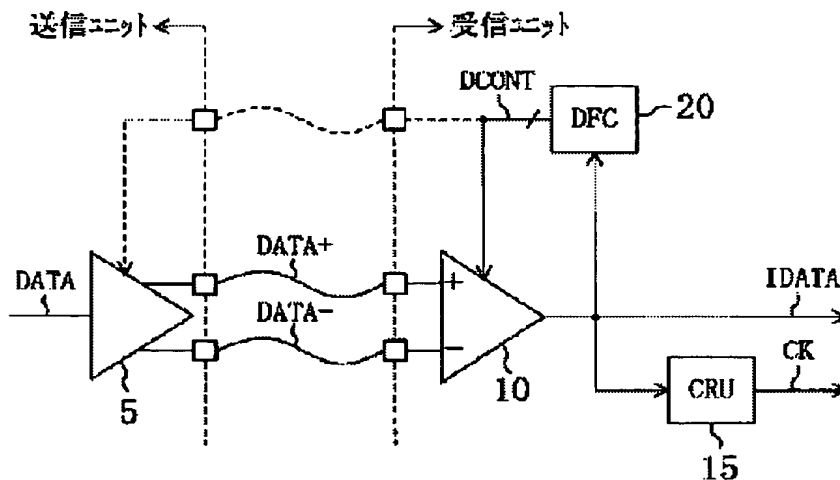 送信ユニット
受信ユニット
DCONT
DFC
20
DATA
DATA+
DATA-
5
10
IDATA
CK
CRU
15
+
-